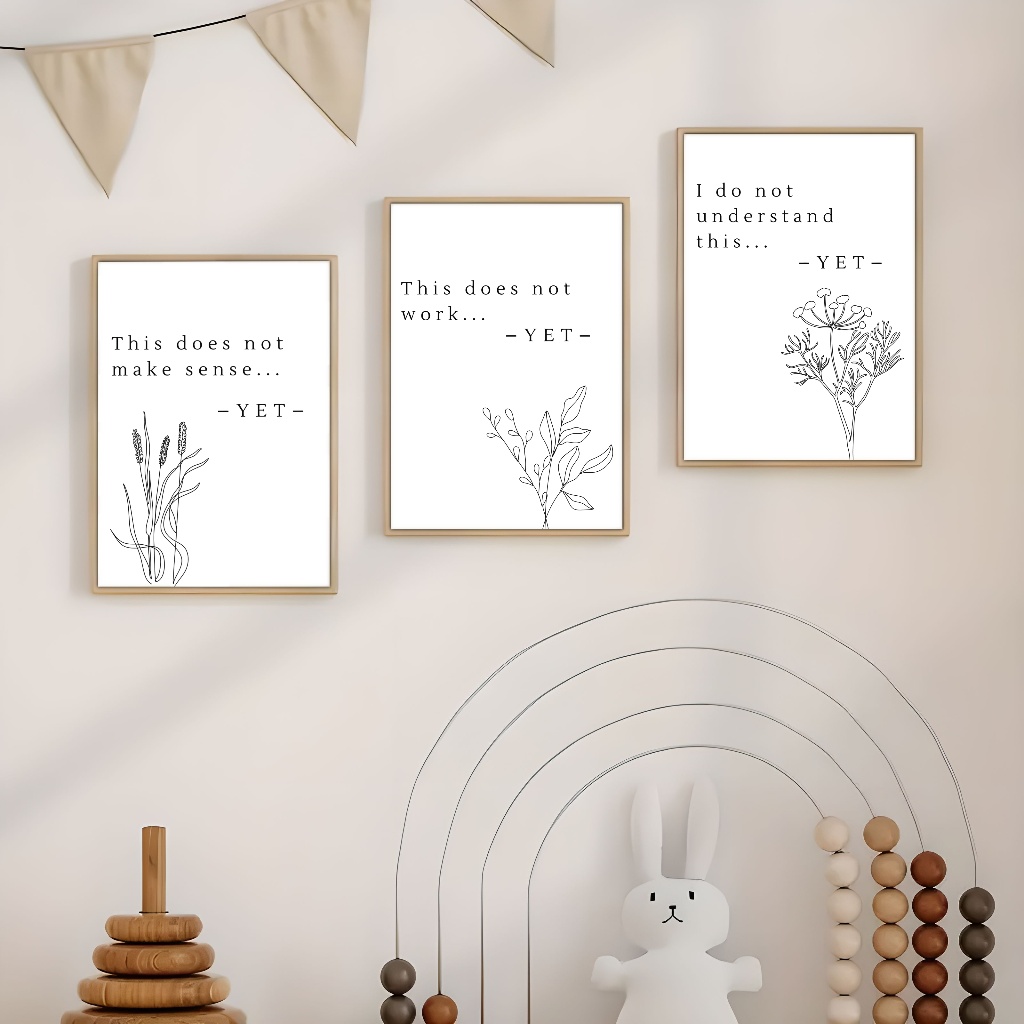 This does not
make sense...
–YET–
This does not
work...
–YET–
I do not
understand
this...
–YET–